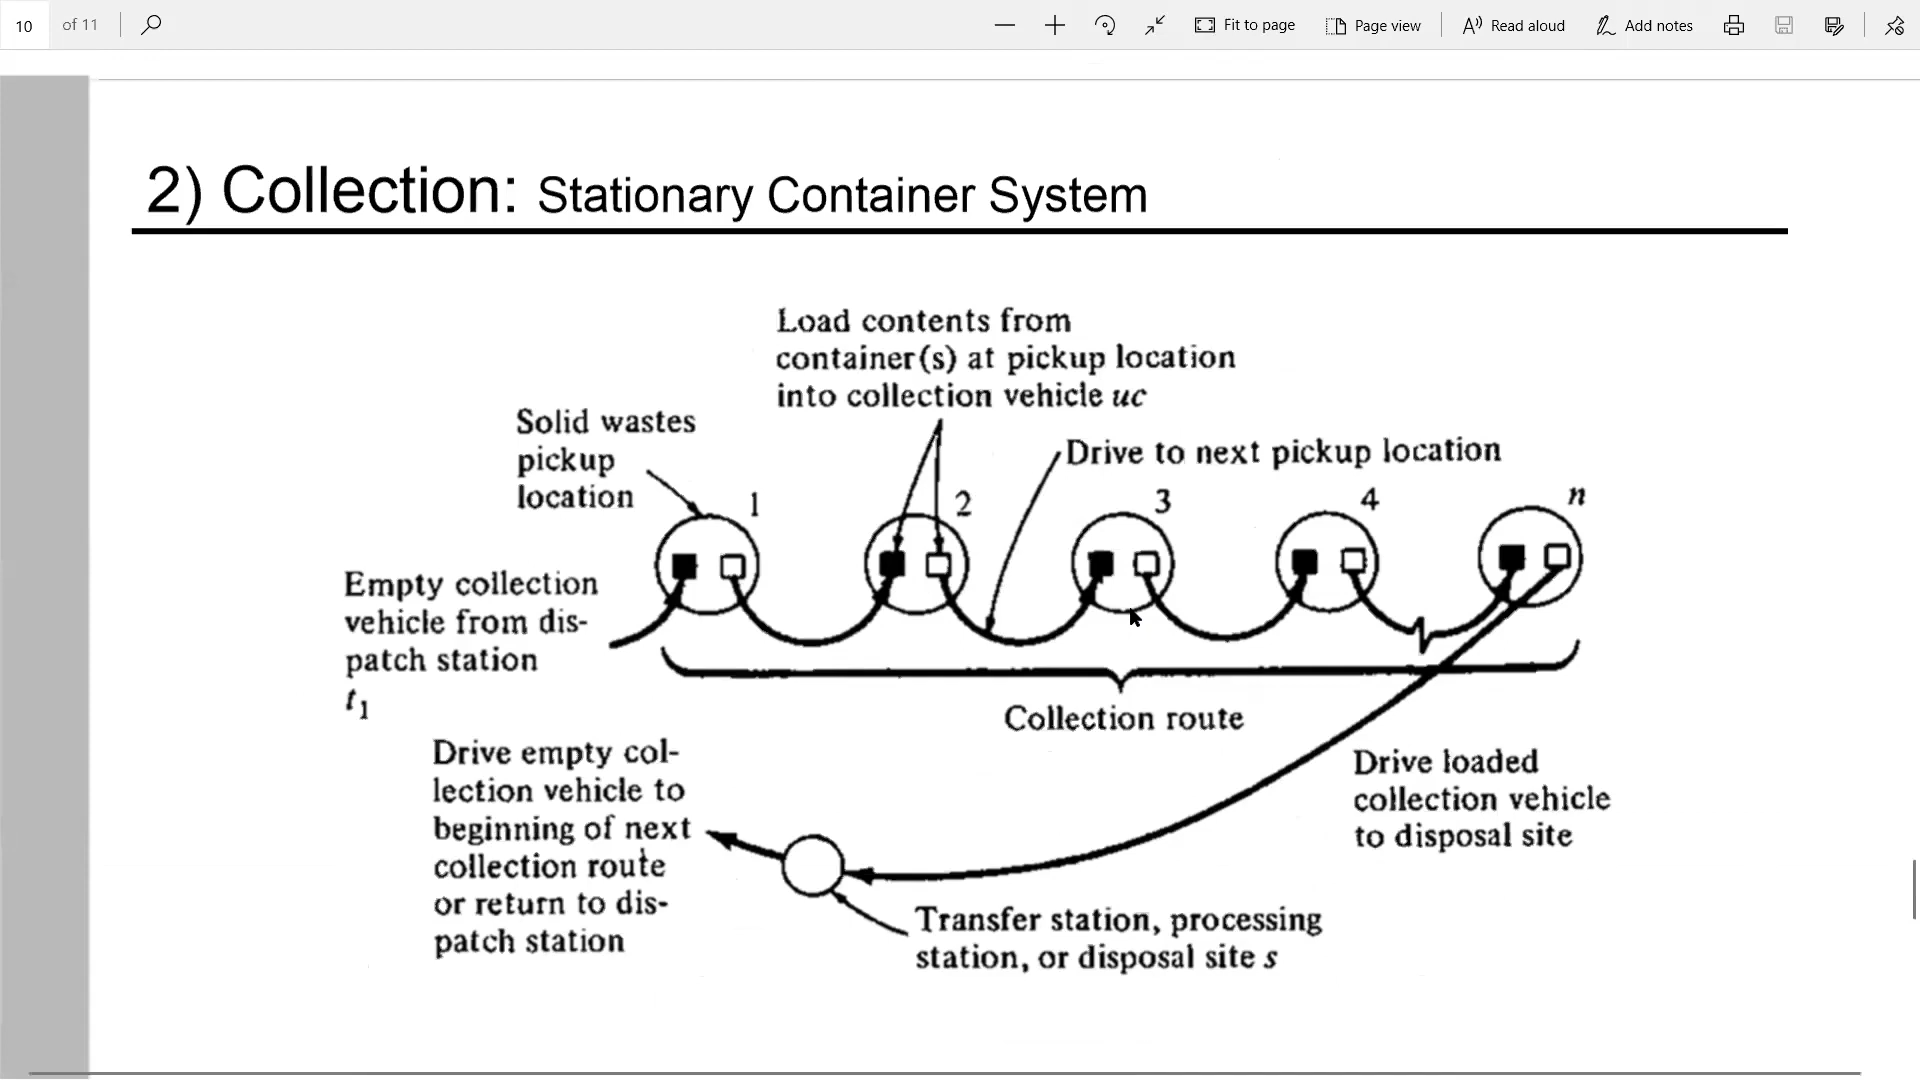 10 of 11
Fit to page
Page view
Read aloud
Add notes
2) Collection: Stationary Container System
Load contents from
container(s) at pickup location
into collection vehicle uc
Solid wastes
pickup
location
Drive to next pickup location
1
2
3
4
n
Empty collection
vehicle from dis-
patch station
t1
Collection route
Drive empty col-
lection vehicle to
beginning of next
collection route
or return to dis-
patch station
Drive loaded
collection vehicle
to disposal site
Transfer station, processing
station, or disposal site s